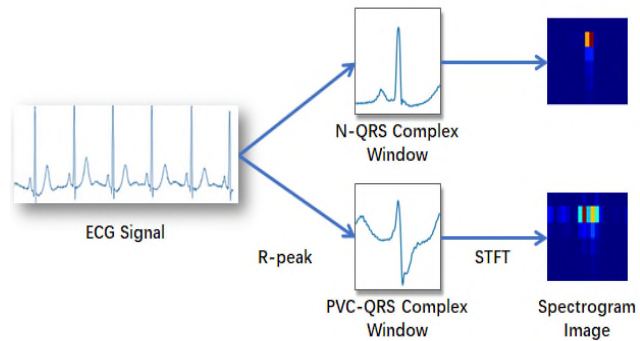 N-QRS Complex
Window
ECG Signal
R-peak
STFT
PVC-QRS Complex
Window
Spectrogram
Image